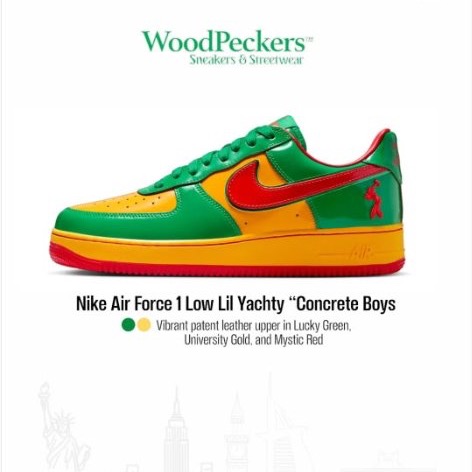 WoodPeckers™
Sneakers & Streetwear
Nike Air Force 1 Low Lil Yachty “Concrete Boys
Vibrant patent leather upper in Lucky Green,
University Gold, and Mystic Red